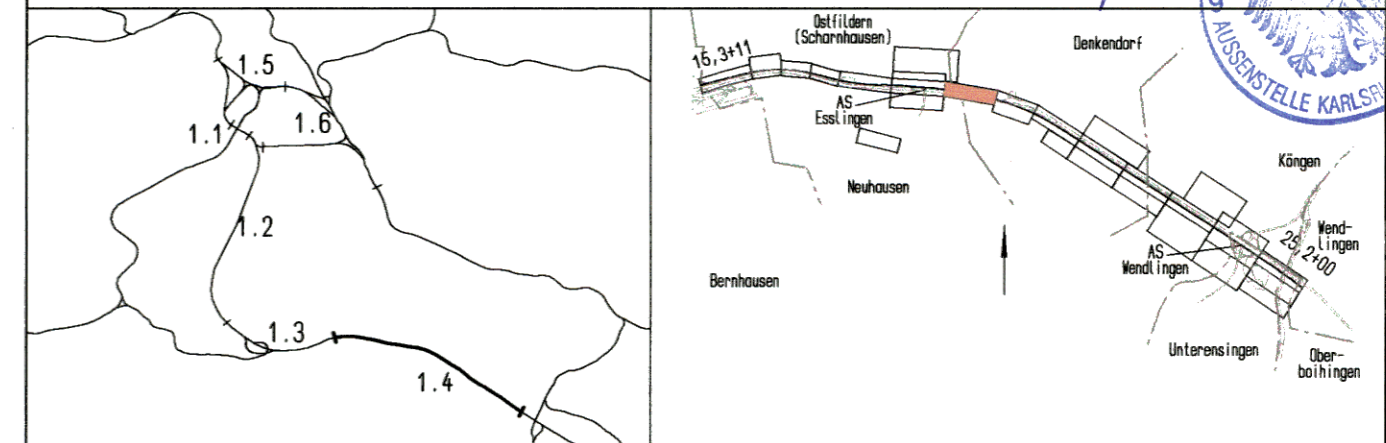 1.5
1.1
1.6
1.2
1.3
1.4
Ostfildern
(Scharnhausen)
Denkendorf
AUSSENSTELLE KARLSR
15,3+11
AS
Esslingen
Neuhausen
Köngen
Wend-
lingen
25,2+00
AS
Wendlingen
Bernhausen
Unterensingen
Ober-
boihingen